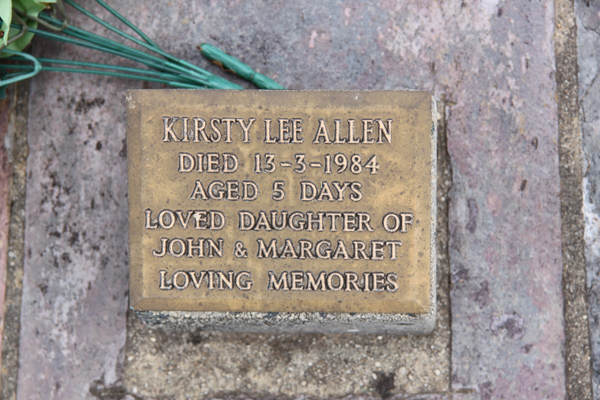 KIRSTY LEE ALLEN
DIED 13-3-1984
AGED 5 DAYS
LOVED DAUGHTER OF
JOHN & MARGARET
LOVING MEMORIES